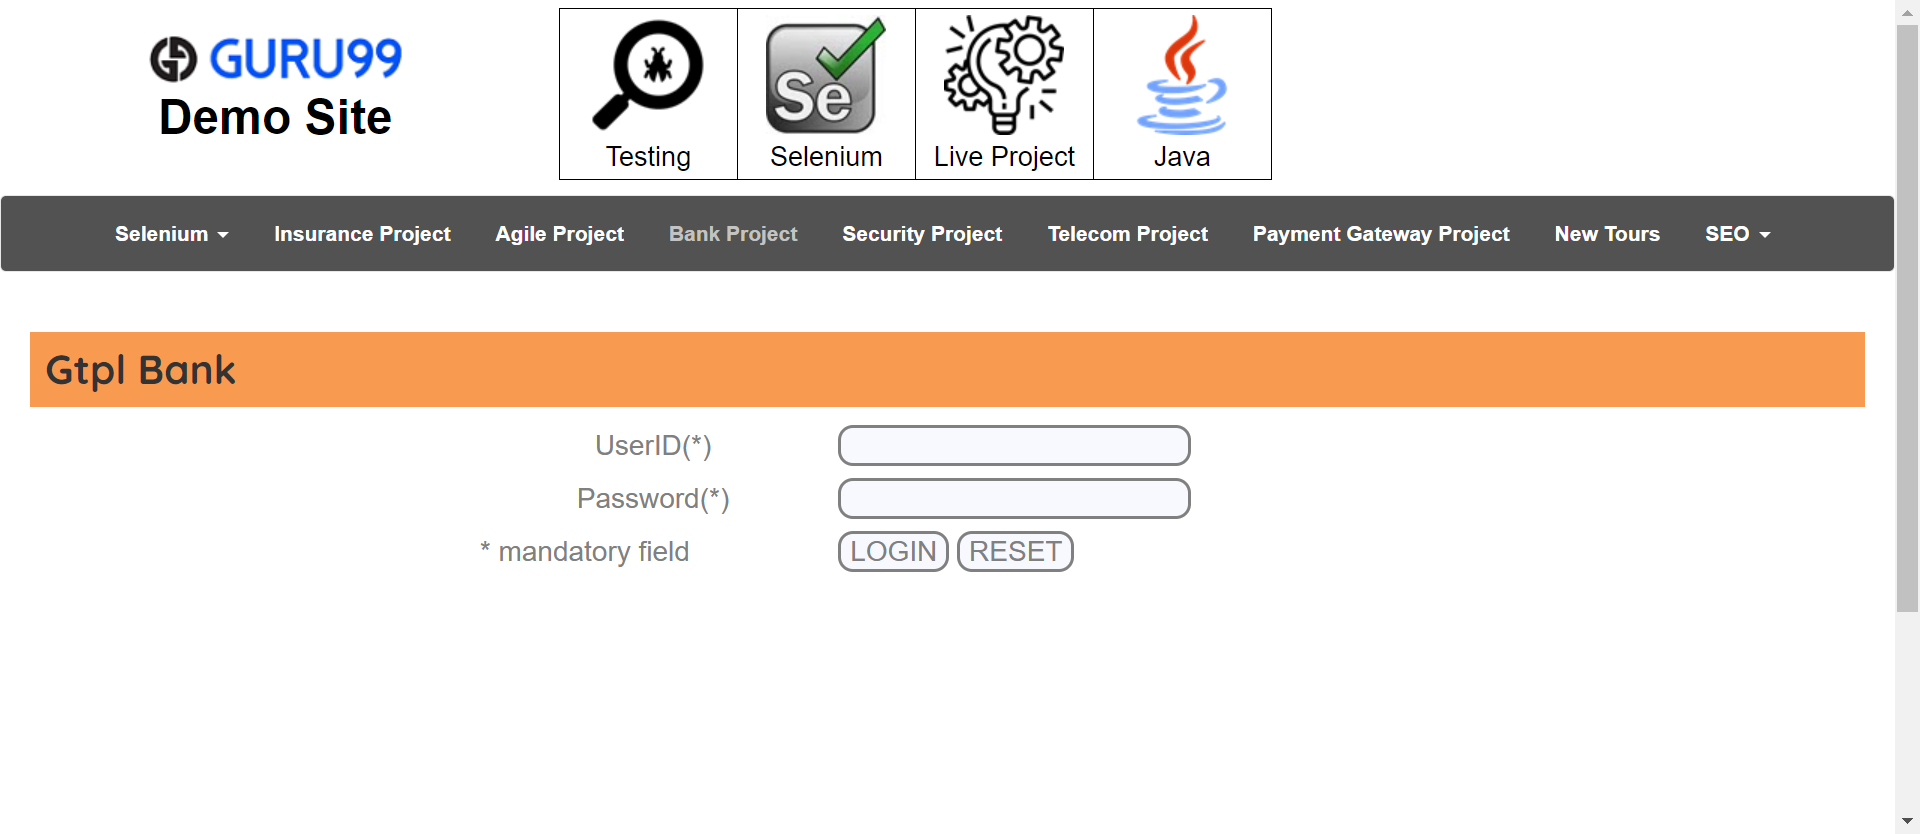 GURU99
Demo Site
Se
Testing Selenium Live Project Java
Selenium Insurance Project Agile Project Bank Project Security Project Telecom Project Payment Gateway Project New Tours SEO
Gtpl Bank
UserID(*)
Password(*)
* mandatory field LOGIN RESET